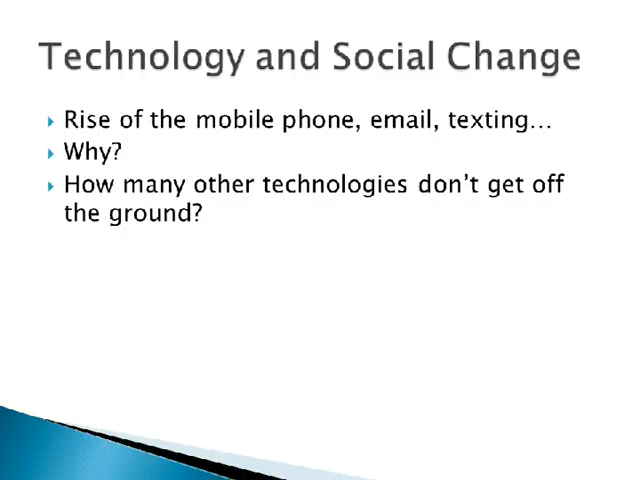 Technology and Social Change
Rise of the mobile phone, email, texting…
Why?
How many other technologies don’t get off
the ground?